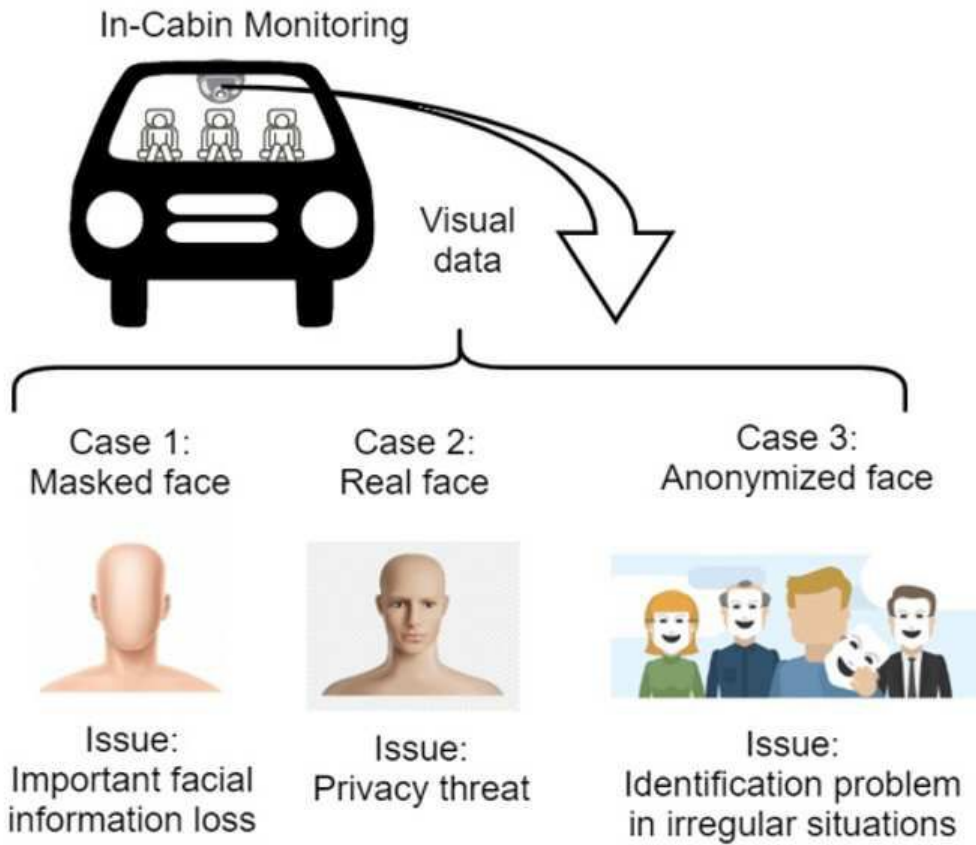 In-Cabin Monitoring
Visual
data
Case 1:
Masked face
Case 2:
Real face
Case 3:
Anonymized face
Issue:
Important facial
information loss
Issue:
Privacy threat
Issue:
Identification problem
in irregular situations